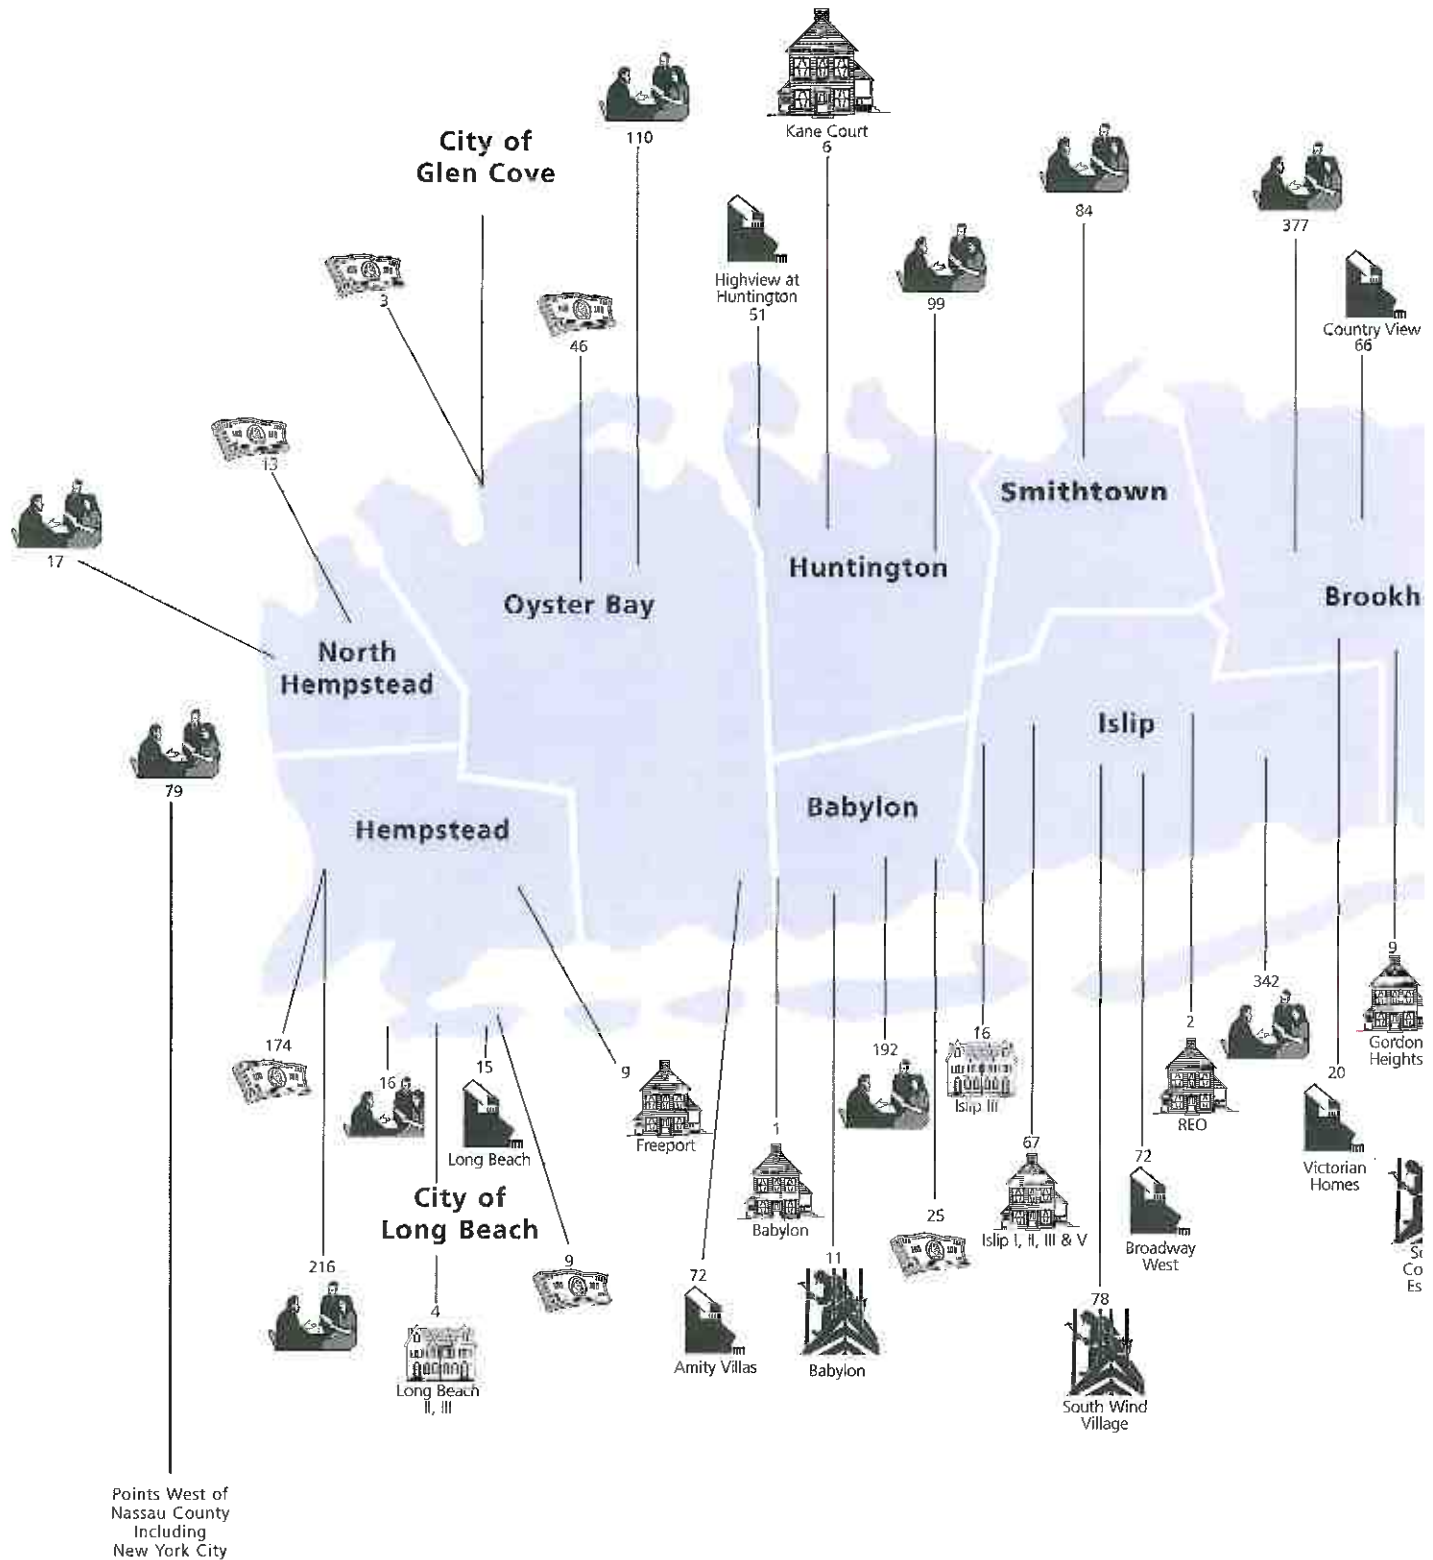 Kane Court
6
110
City of
Glen Cove
84
377
Highview at
Huntington
51
99
3
46
Country View
66
13
17
Smithtown
Huntington
Oyster Bay
Brookh
North
Hempstead
Islip
79
Babylon
Hempstead
9
Gordon
Heights
342
2
REO
16
Islip III
20
Victorian
Homes
174
192
15
Long Beach
16
9
Freeport
1
Babylon
67
Islip I, II, III & V
72
Broadway
West
City of
Long Beach
25
216
9
11
Babylon
72
Amity Villas
4
Long Beach
II, III
78
South Wind
Village
Co
Es
Points West of
Nassau County
Including
New York City